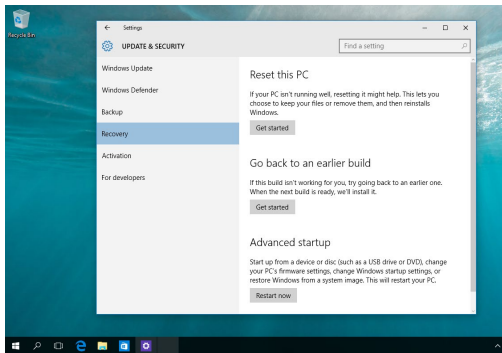 Recycle Bin
Settings
UPDATE & SECURITY
Find a setting
Windows Update
Windows Defender
Backup
Recovery
Activation
For developers
Reset this PC
If your PC isn't running well, resetting it might help. This lets you
choose to keep your files or remove them, and then reinstalls
Windows.
Get started
Go back to an earlier build
If this build isn't working for you, try going back to an earlier one.
When the next build is ready, we'll install it.
Get started
Advanced startup
Start up from a device or disc (such as a USB drive or DVD), change
your PC's firmware settings, change Windows startup settings, or
restore Windows from a system image. This will restart your PC.
Restart now